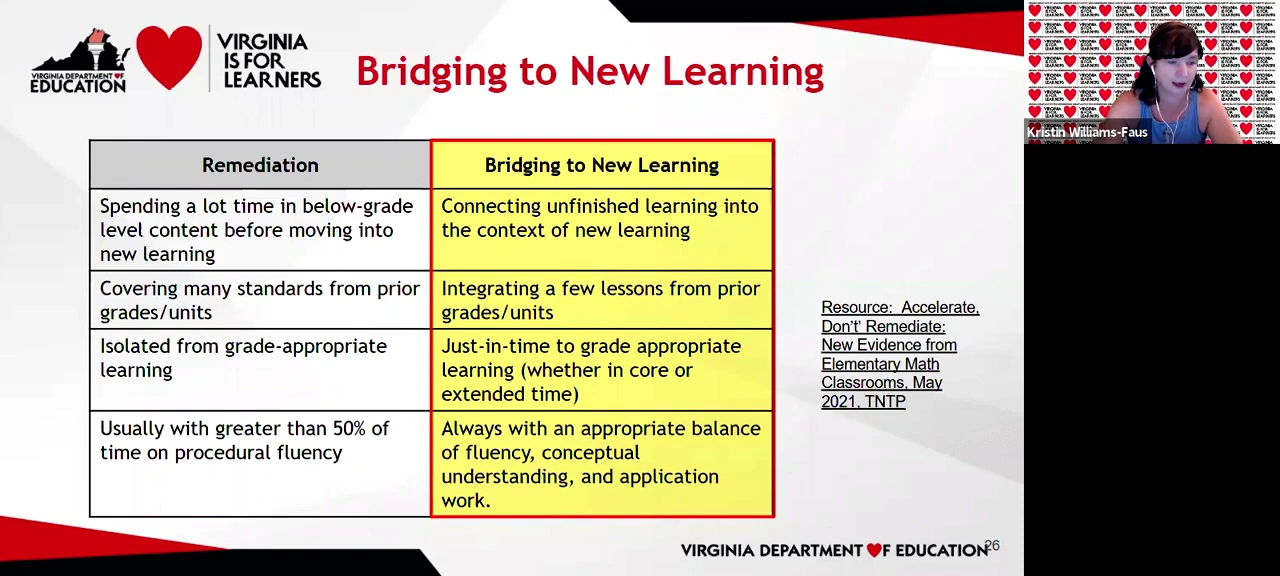 VIRGINIA DEPARTMENT OF
EDUCATION
VIRGINIA
IS FOR
LEARNERS
Bridging to New Learning
Remediation
Bridging to New Learning
Spending a lot time in below-grade
level content before moving into
new learning
Connecting unfinished learning into
the context of new learning
Covering many standards from prior
grades/units
Integrating a few lessons from prior
grades/units
Isolated from grade-appropriate
learning
Just-in-time to grade appropriate
learning (whether in core or
extended time)
Usually with greater than 50% of
time on procedural fluency
Always with an appropriate balance
of fluency, conceptual
understanding, and application
work.
Resource: Accelerate,
Don't' Remediate:
New Evidence from
Elementary Math
Classrooms, May
2021, TNTP
VIRGINIA DEPARTMENT OF EDUCATION
26
Kristin Williams-Faus